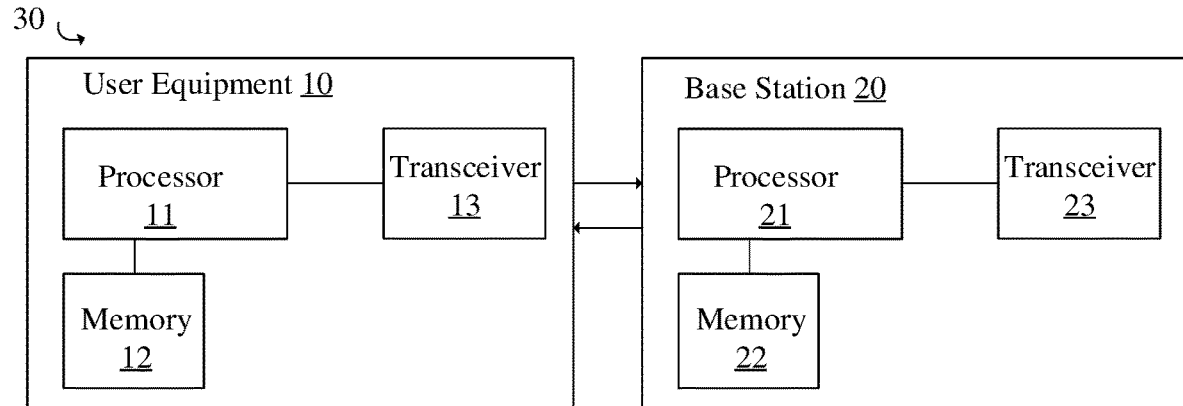 30
User Equipment 10
Processor
11
Transceiver
13
Memory
12
Base Station 20
Processor
21
Transceiver
23
Memory
22